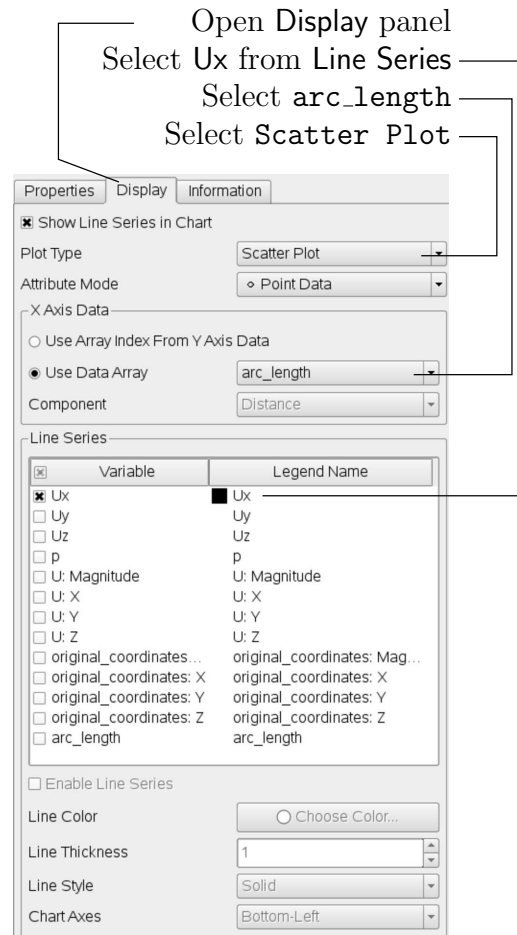 Open Display panel
Select Ux from Line Series
Select arc_length
Select Scatter Plot
Properties Display Information
Show Line Series in Chart
Plot Type Scatter Plot
Attribute Mode Point Data
X Axis Data
Use Array Index From Y Axis Data
Use Data Array arc_length
Component Distance
Line Series
Variable Legend Name
Ux Ux
Uy Uy
Uz Uz
p p
U: Magnitude U: Magnitude
U: X U: X
U: Y U: Y
U: Z U: Z
original_coordinates... original_coordinates: Mag...
original_coordinates: X original_coordinates: X
original_coordinates: Y original_coordinates: Y
original_coordinates: Z original_coordinates: Z
arc_length arc_length
Enable Line Series
Line Color Choose Color...
Line Thickness 1
Line Style Solid
Chart Axes Bottom-Left